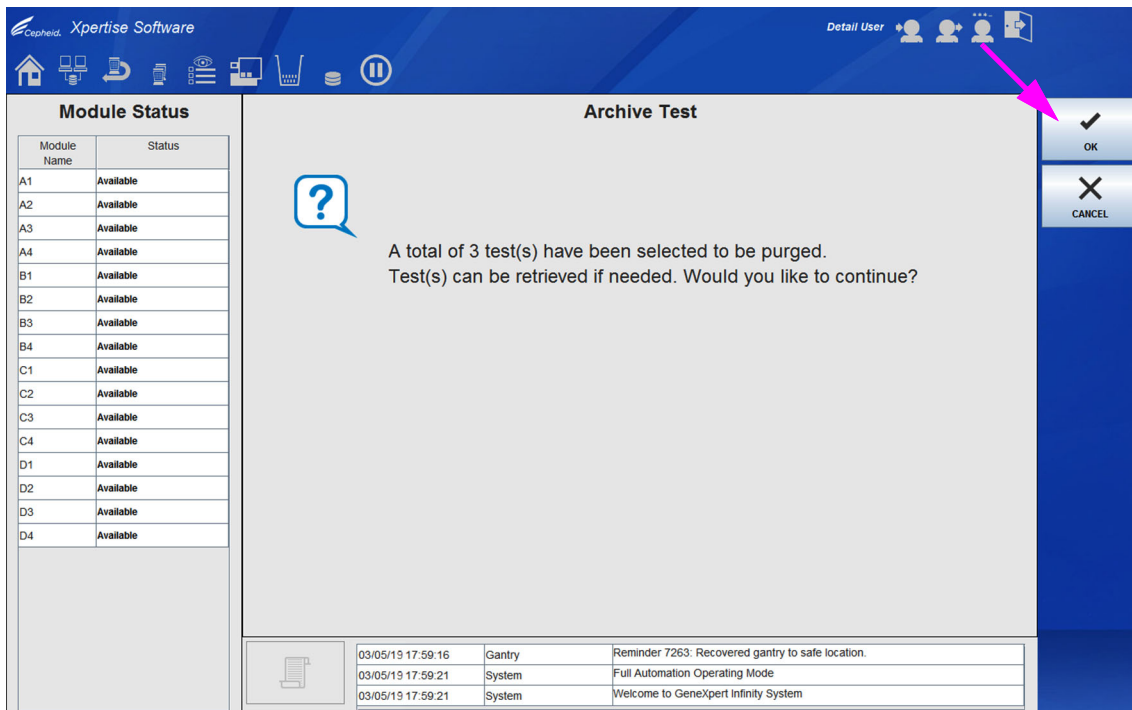 Cepheid. Xpertise Software
Detail User
Module Status
Module Name Status
A1 Available
A2 Available
A3 Available
A4 Available
B1 Available
B2 Available
B3 Available
B4 Available
C1 Available
C2 Available
C3 Available
C4 Available
D1 Available
D2 Available
D3 Available
D4 Available
Archive Test
A total of 3 test(s) have been selected to be purged.
Test(s) can be retrieved if needed. Would you like to continue?
OK
CANCEL
03/05/19 17:59:16 Gantry Reminder 7263: Recovered gantry to safe location.
03/05/19 17:59:21 System Full Automation Operating Mode
03/05/19 17:59:21 System Welcome to GeneXpert Infinity System